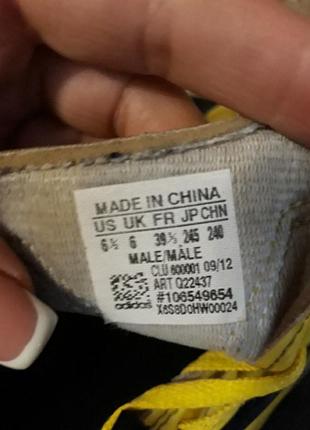 MADE IN CHINA
US UK FR JP CHN
6½ 6 39⅓ 245 240
MALE/MÂLE
CLU 600001 09/12
ART Q22437
#106549654
adidas X6S8D0HW00024